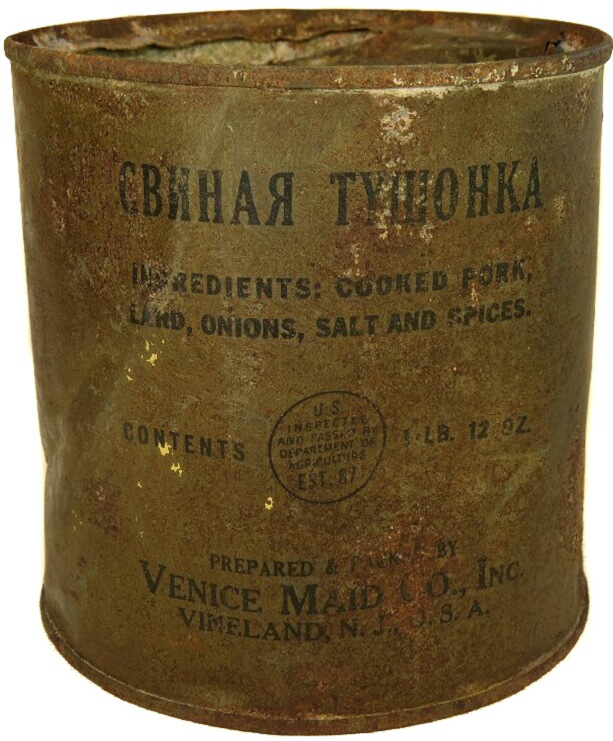 СВИНАЯ ТУШОНКА
INGREDIENTS: COOKED PORK,
LARD, ONIONS, SALT AND SPICES.
CONTENTS 1 LB. 12 OZ.
U.S.
INSPECTED
AND PASSED BY
DEPARTMENT OF
AGRICULTURE
EST. 87
PREPARED & PACKED BY
VENICE MAID CO., INC.
VINELAND, N. J., U. S. A.